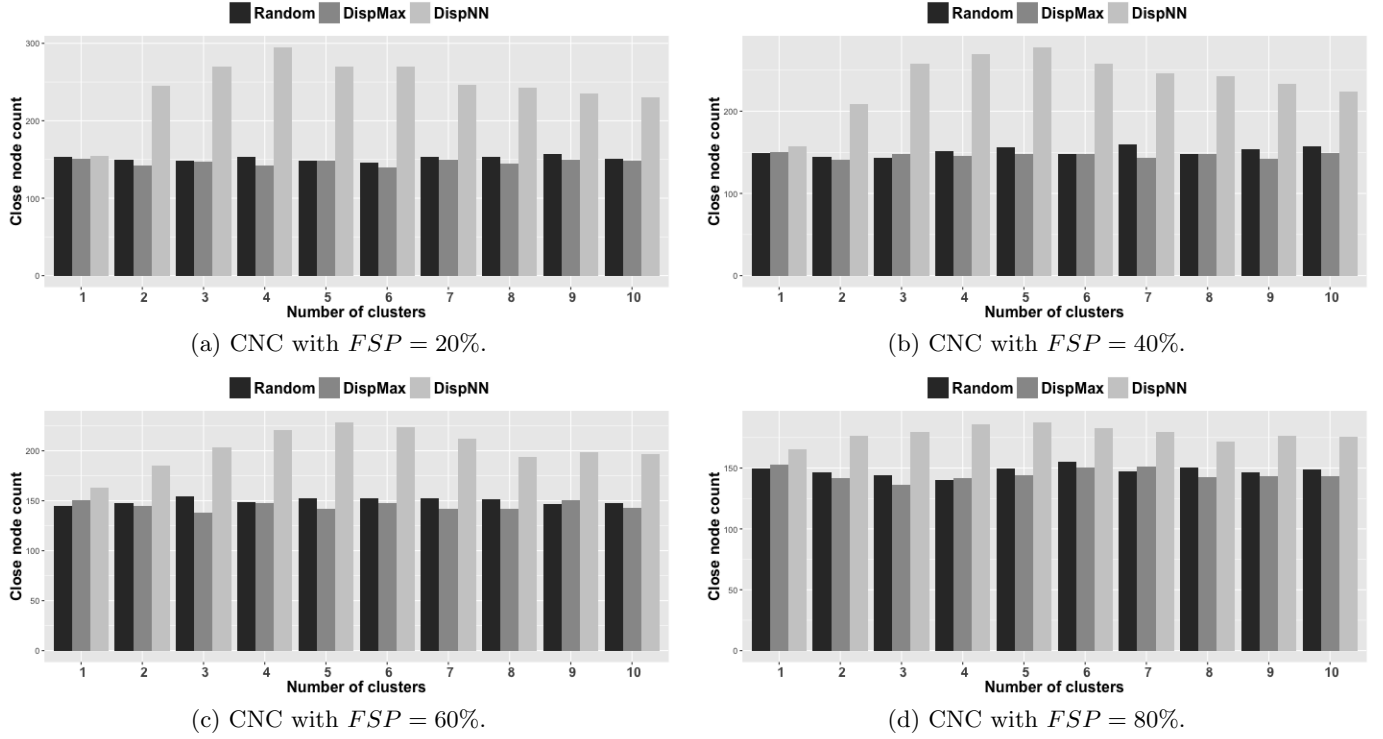 Random DispMax DispNN
Close node count
300
200
100
0
1 2 3 4 5 6 7 8 9 10
Number of clusters
(a) CNC with FSP = 20%.
Random DispMax DispNN
Close node count
200
100
0
1 2 3 4 5 6 7 8 9 10
Number of clusters
(b) CNC with FSP = 40%.
Random DispMax DispNN
Close node count
200
150
100
50
0
1 2 3 4 5 6 7 8 9 10
Number of clusters
(c) CNC with FSP = 60%.
Random DispMax DispNN
Close node count
150
100
50
0
1 2 3 4 5 6 7 8 9 10
Number of clusters
(d) CNC with FSP = 80%.